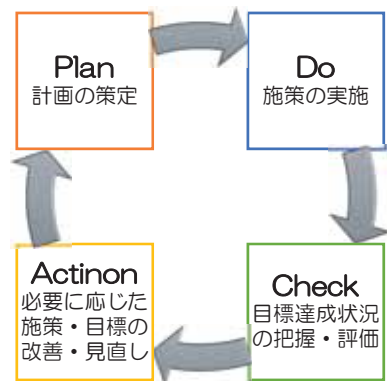 Plan
計画の策定
Do
施策の実施
Check
目標達成状況
の把握・評価
Actinon
必要に応じた
施策・目標の
改善・見直し